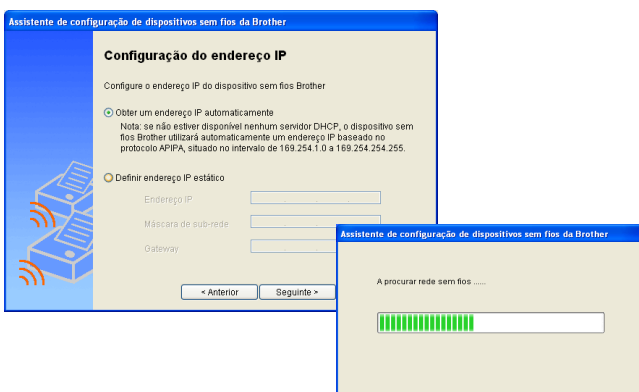 Assistente de configuração de dispositivos sem fios da Brother
Configuração do endereço IP
Configure o endereço IP do dispositivo sem fios Brother
Obter um endereço IP automaticamente
Nota: se não estiver disponível nenhum servidor DHCP, o dispositivo sem
fios Brother utilizará automaticamente um endereço IP baseado no
protocolo APIPA, situado no intervalo de 169.254.1.0 a 169.254.254.255.
Definir endereço IP estático
Endereço IP
Máscara de sub-rede
Gateway
< Anterior
Seguinte >
Assistente de configuração de dispositivos sem fios da Brother
A procurar rede sem fios ......